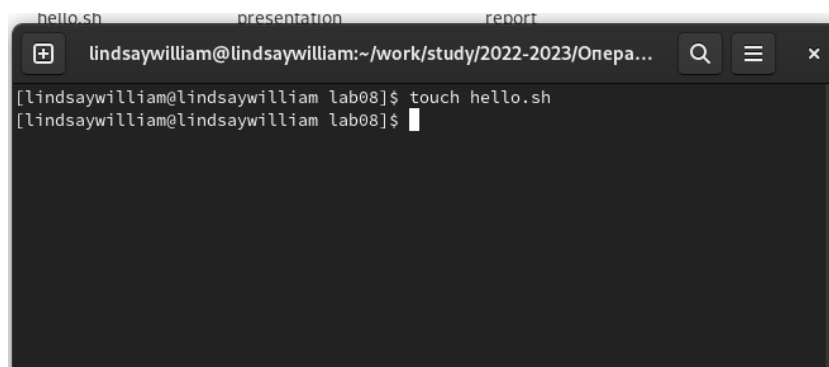 hello.sh presentation report
lindsaywilliam@lindsaywilliam:~/work/study/2022-2023/Опера...
[lindsaywilliam@lindsaywilliam lab08]$ touch hello.sh
[lindsaywilliam@lindsaywilliam lab08]$